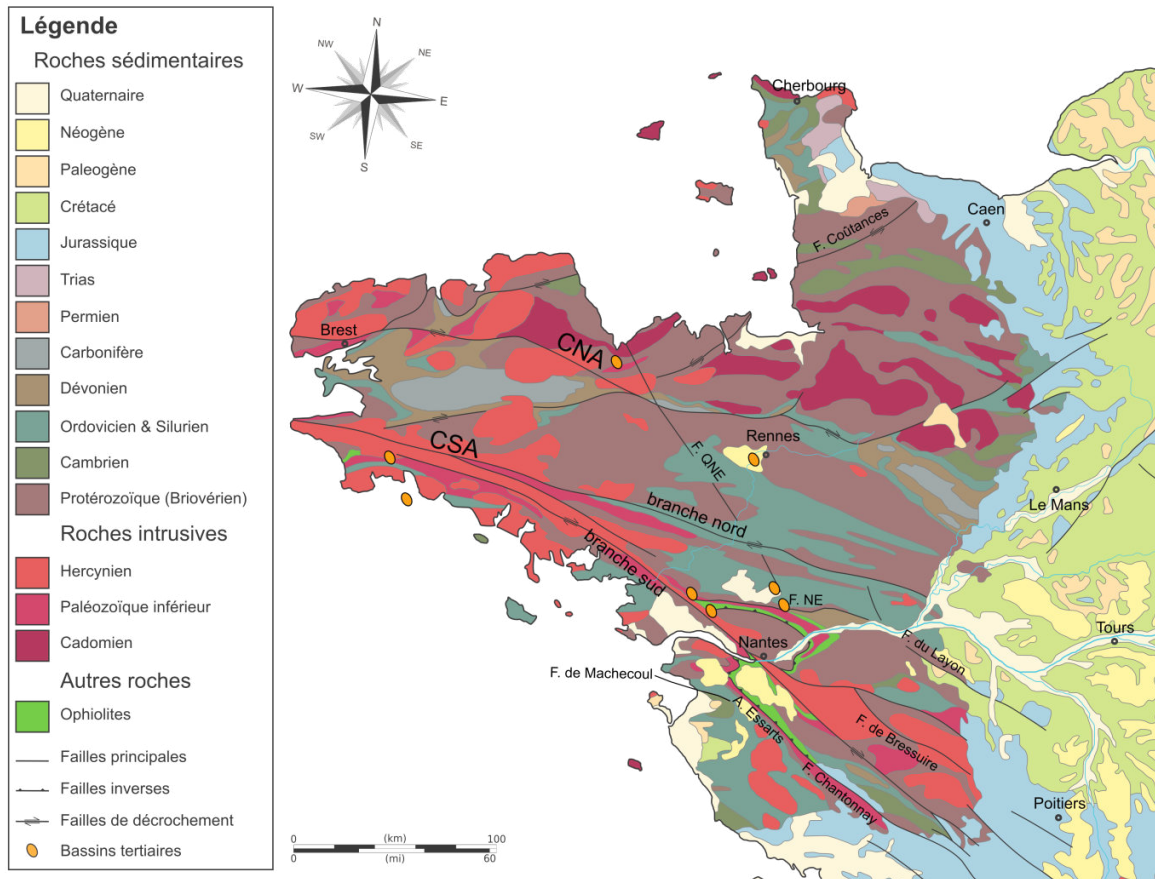 Légende
Roches sédimentaires
Quaternaire
Néogène
Paleogène
Crétacé
Jurassique
Trias
Permien
Carbonifère
Dévonien
Ordovicien & Silurien
Cambrien
Protérozoïque (Briovérien)
Roches intrusives
Hercynien
Paléozoïque inférieur
Cadomien
Autres roches
Ophiolites
Failles principales
Failles inverses
Failles de décrochement
Bassins tertiaires
N
NW
NE
W
E
SW
SE
S
Cherbourg
Caen
F. Coûtances
Brest
CNA
CSA
F. QNE
Rennes
Le Mans
branche nord
branche sud
F. NE
Nantes
Tours
F. du Layon
F. de Machecoul
A. Essarts
F. de Bressuire
F. Chantonnay
Poitiers
(km)
0
100
0
60
(mi)